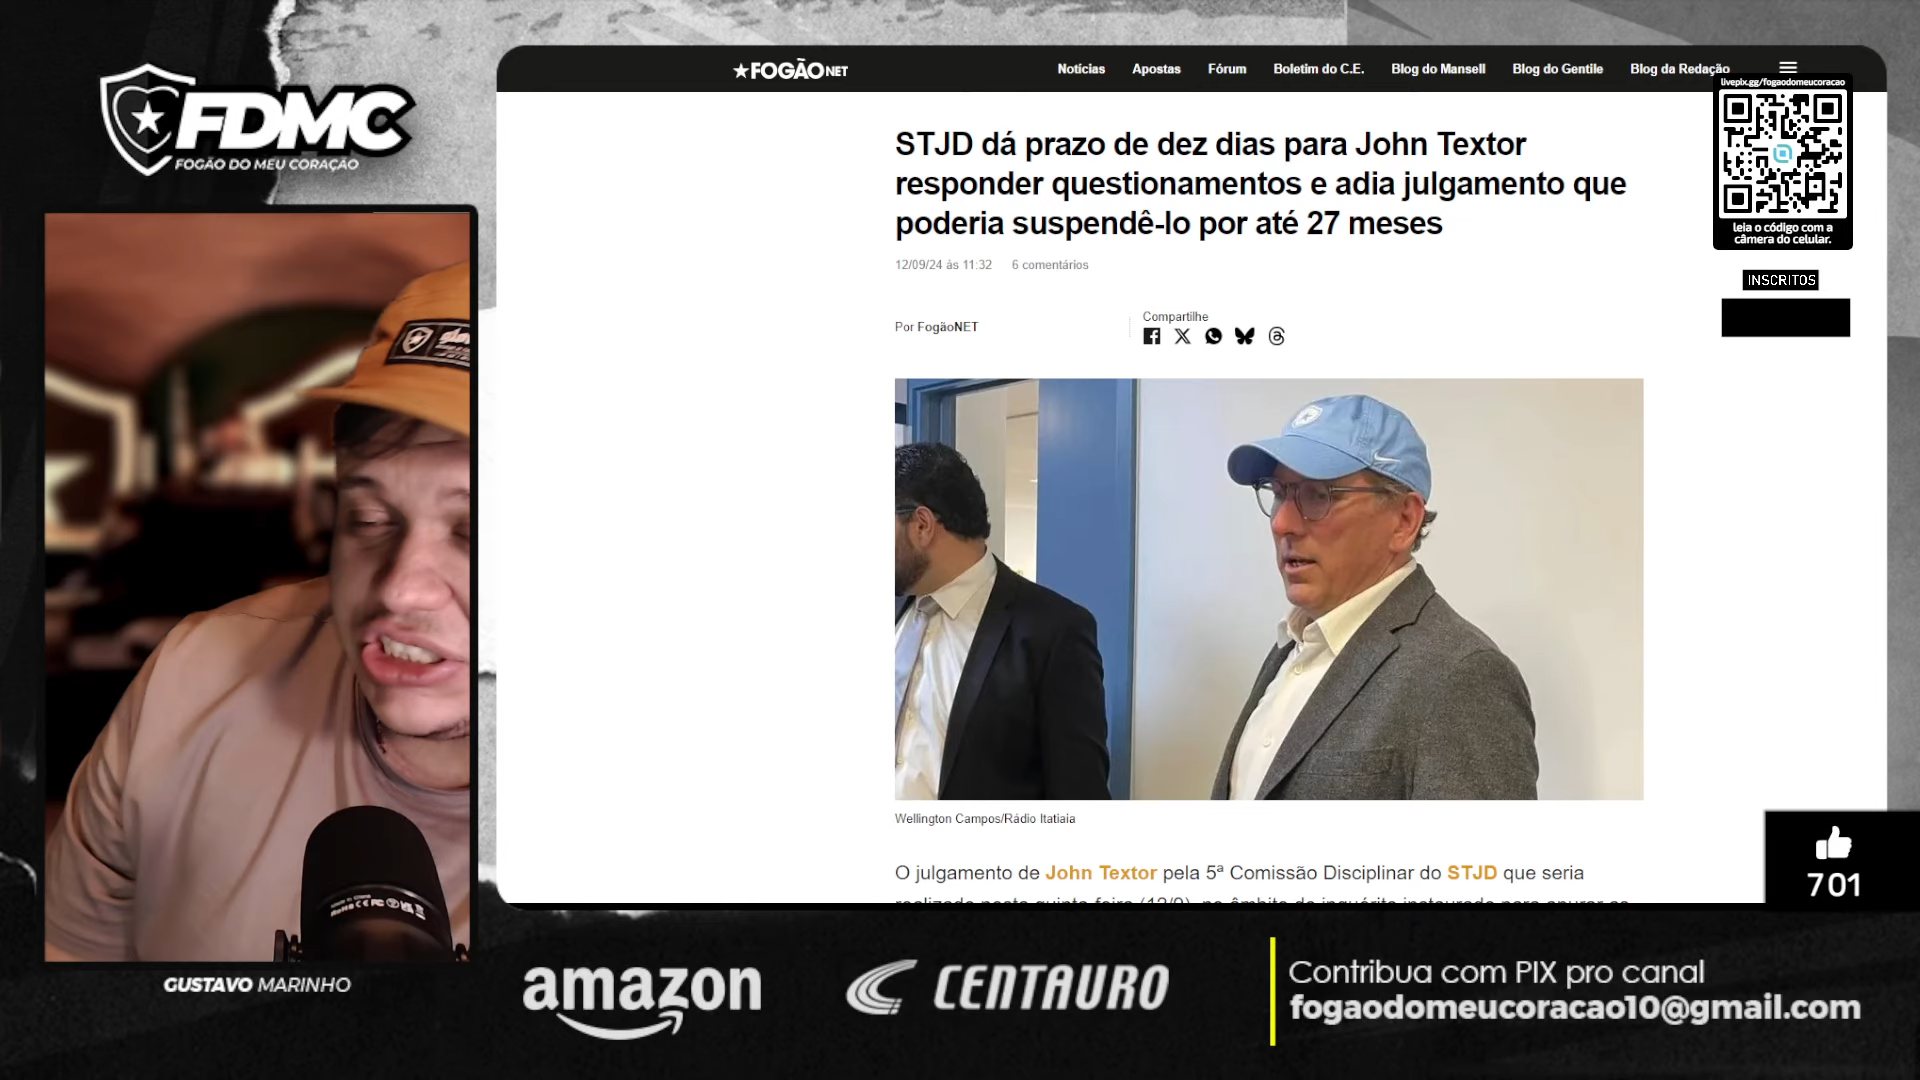 FDMC
FOGÃO DO MEU CORAÇÃO
FOGÃONET
Notícias
Apostas
Fórum
Boletim do C.E.
Blog do Mansell
Blog do Gentile
Blog da Redação
livepix.gg/fogaodomeucoracao
leia o código com a
câmera do celular.
INSCRITOS
STJD dá prazo de dez dias para John Textor
responder questionamentos e adia julgamento que
poderia suspendê-lo por até 27 meses
12/09/24 às 11:32
6 comentários
Por FogãoNET
Compartilhe
Wellington Campos/Rádio Itatiaia
O julgamento de John Textor pela 5ª Comissão Disciplinar do STJD que seria
701
GUSTAVO MARINHO
amazon
CENTAURO
Contribua com PIX pro canal
fogaodomeucoracao10@gmail.com